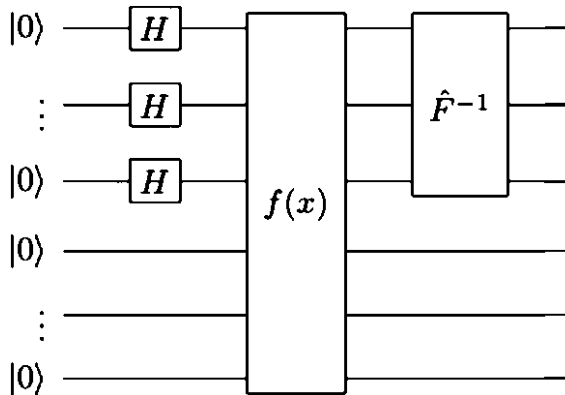 |0⟩ H
⋮ H F̂⁻¹
|0⟩ H
f(x)
|0⟩
⋮
|0⟩